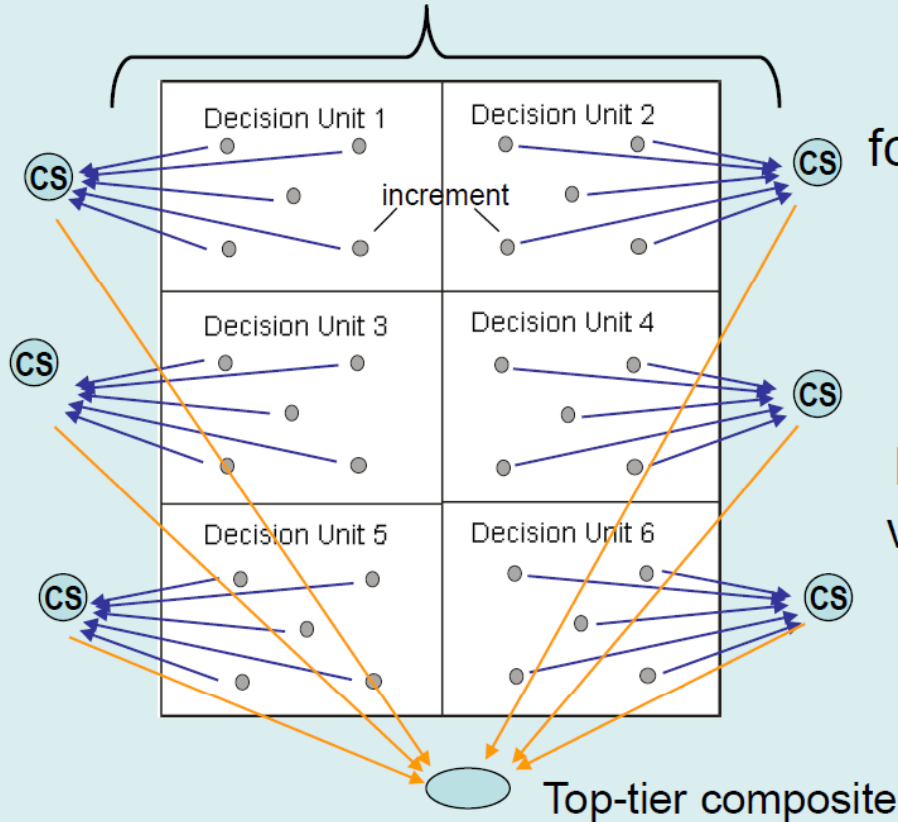 Decision Unit 1
Decision Unit 2
CS
CS
fo
increment
Decision Unit 3
Decision Unit 4
CS
CS
Decision Unit 5
Decision Unit 6
CS
CS
Top-tier composite